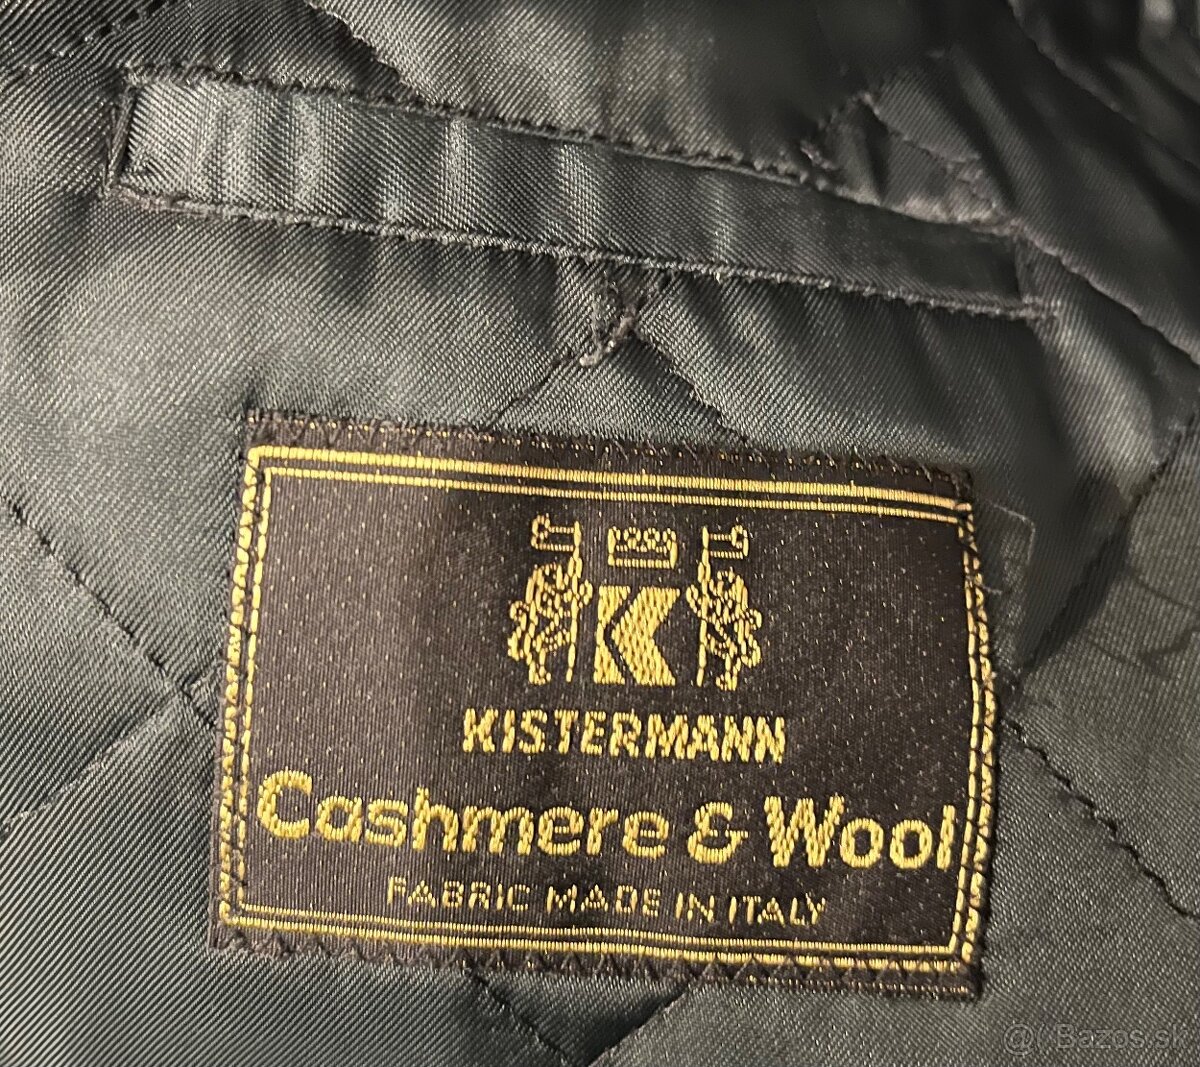 K
KISTERMANN
Cashmere & Wool
FABRIC MADE IN ITALY
@ Bazos.sk